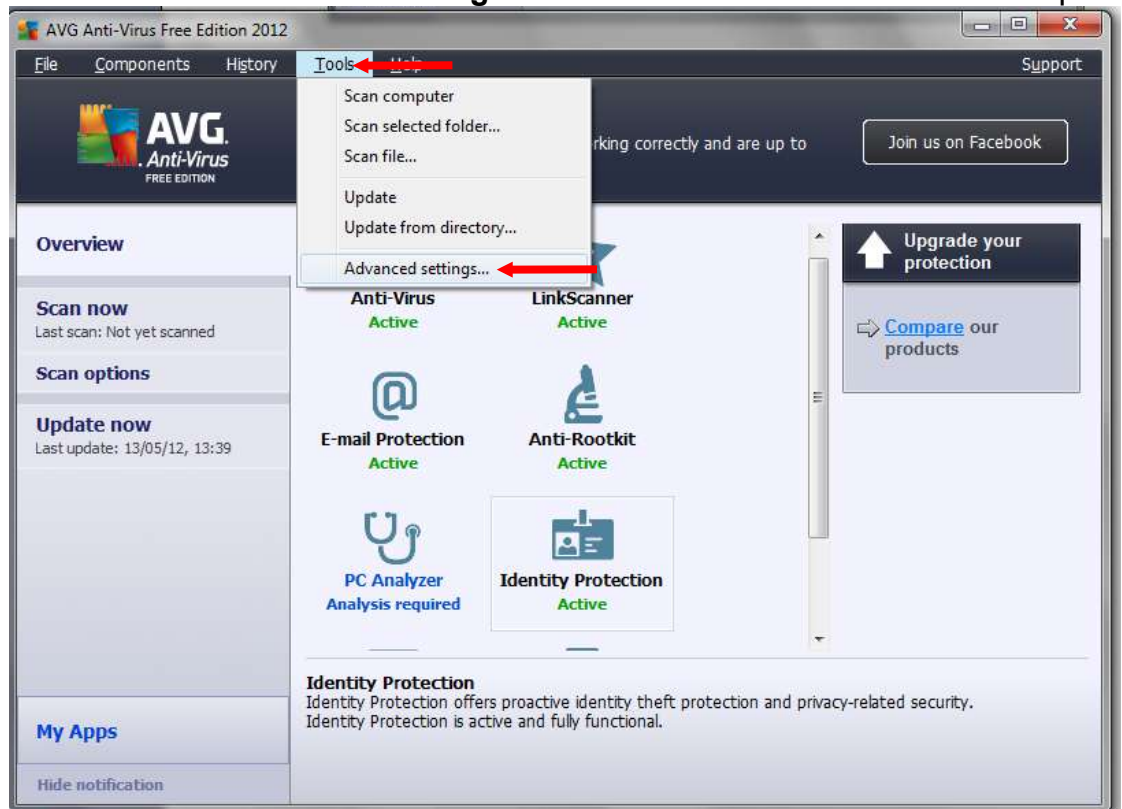 AVG Anti-Virus Free Edition 2012
File Components History Tools Support
AVG.
Anti-Virus
FREE EDITION
Scan computer
Scan selected folder...
Scan file...
Update
Update from directory...
Advanced settings...
rking correctly and are up to
Join us on Facebook
Overview
Scan now
Last scan: Not yet scanned
Scan options
Update now
Last update: 13/05/12, 13:39
My Apps
Hide notification
Anti-Virus
Active
LinkScanner
Active
E-mail Protection
Active
Anti-Rootkit
Active
PC Analyzer
Analysis required
Identity Protection
Active
Upgrade your
protection
Compare our
products
Identity Protection
Identity Protection offers proactive identity theft protection and privacy-related security.
Identity Protection is active and fully functional.